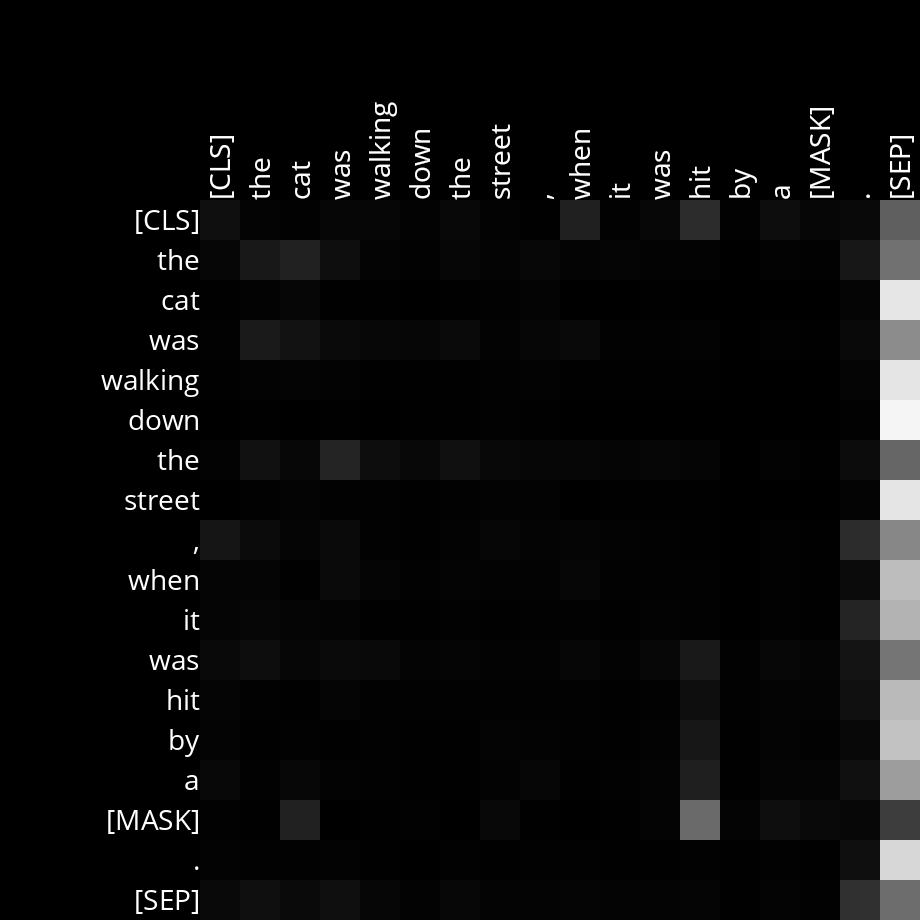 [CLS] the cat was walking down the street , when it was hit by a [MASK] . [SEP]
[CLS]
the
cat
was
walking
down
the
street
,
when
it
was
hit
by
a
[MASK]
.
[SEP]